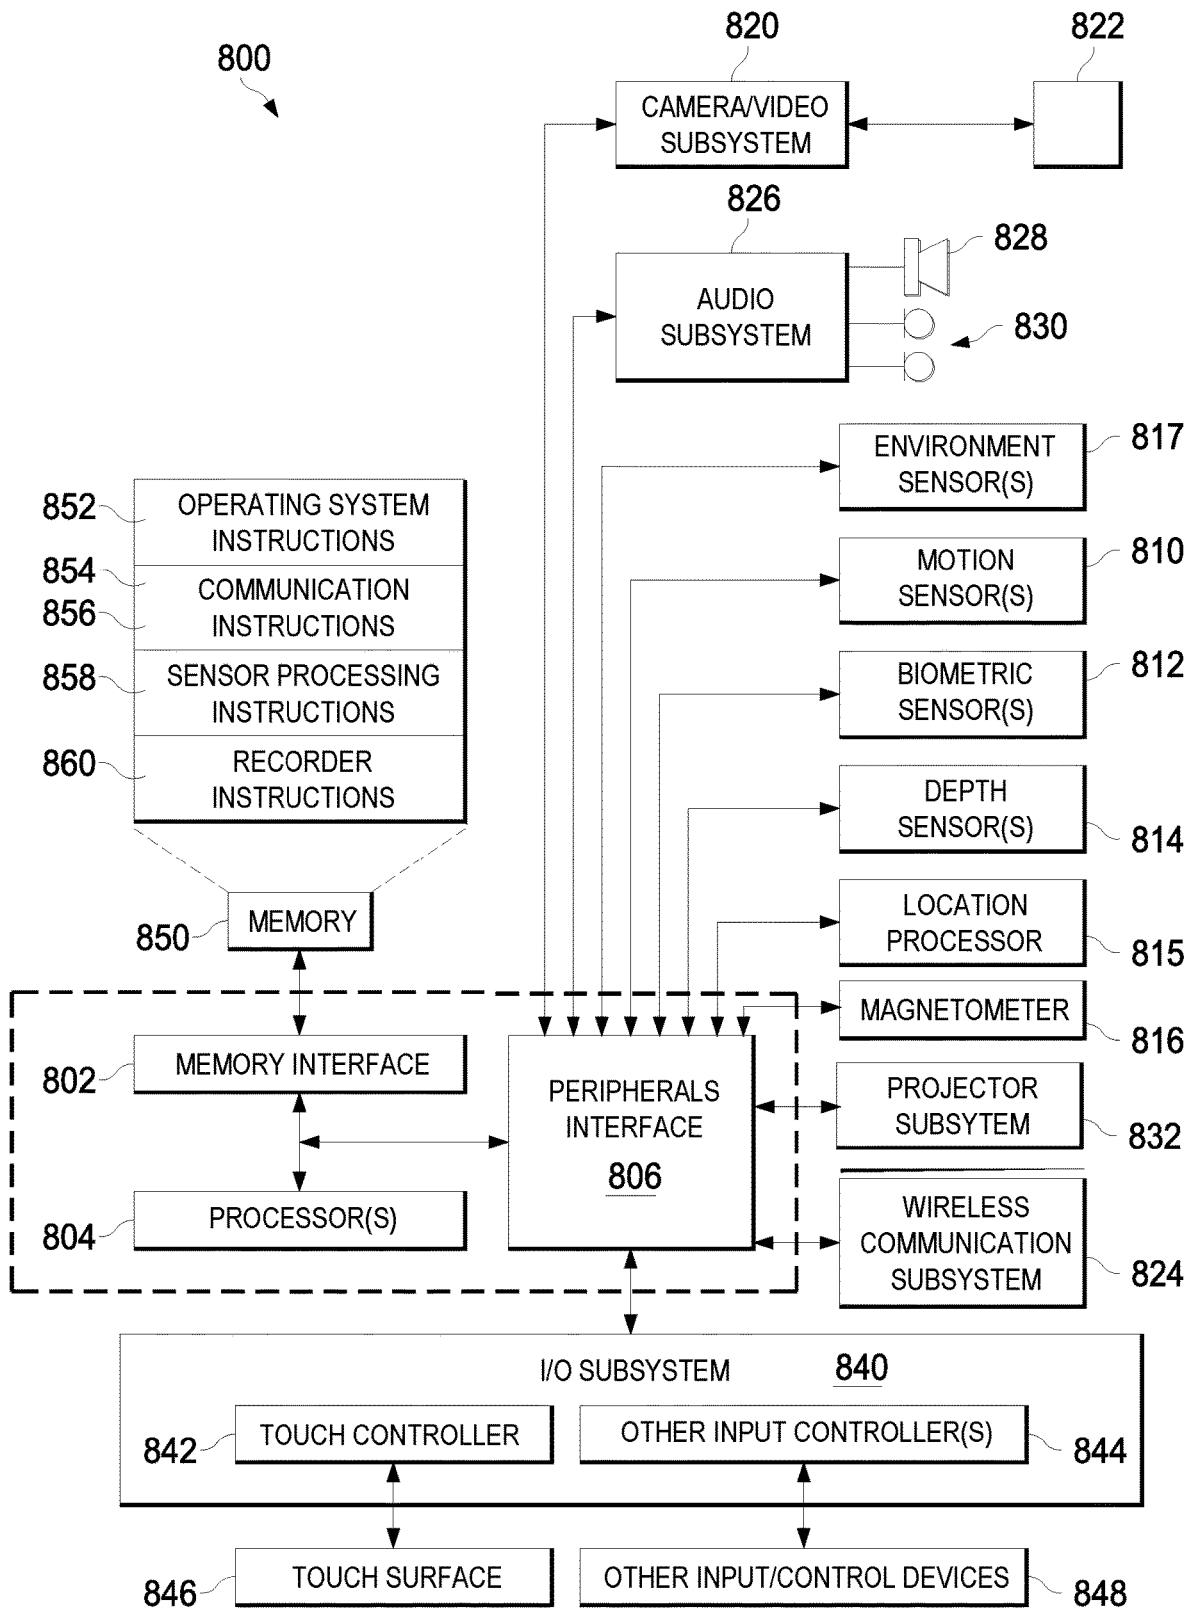 800
820
822
CAMERA/VIDEO
SUBSYSTEM
826
828
AUDIO
SUBSYSTEM
830
ENVIRONMENT
SENSOR(S)
817
852
OPERATING SYSTEM
INSTRUCTIONS
854
COMMUNICATION
INSTRUCTIONS
856
858
SENSOR PROCESSING
INSTRUCTIONS
860
RECORDER
INSTRUCTIONS
MOTION
SENSOR(S)
810
BIOMETRIC
SENSOR(S)
812
DEPTH
SENSOR(S)
814
850
MEMORY
LOCATION
PROCESSOR
815
MAGNETOMETER
816
802
MEMORY INTERFACE
PERIPHERALS
INTERFACE
806
PROJECTOR
SUBSYTEM
832
804
PROCESSOR(S)
WIRELESS
COMMUNICATION
SUBSYSTEM
824
I/O SUBSYSTEM
840
842
TOUCH CONTROLLER
OTHER INPUT CONTROLLER(S)
844
846
TOUCH SURFACE
OTHER INPUT/CONTROL DEVICES
848